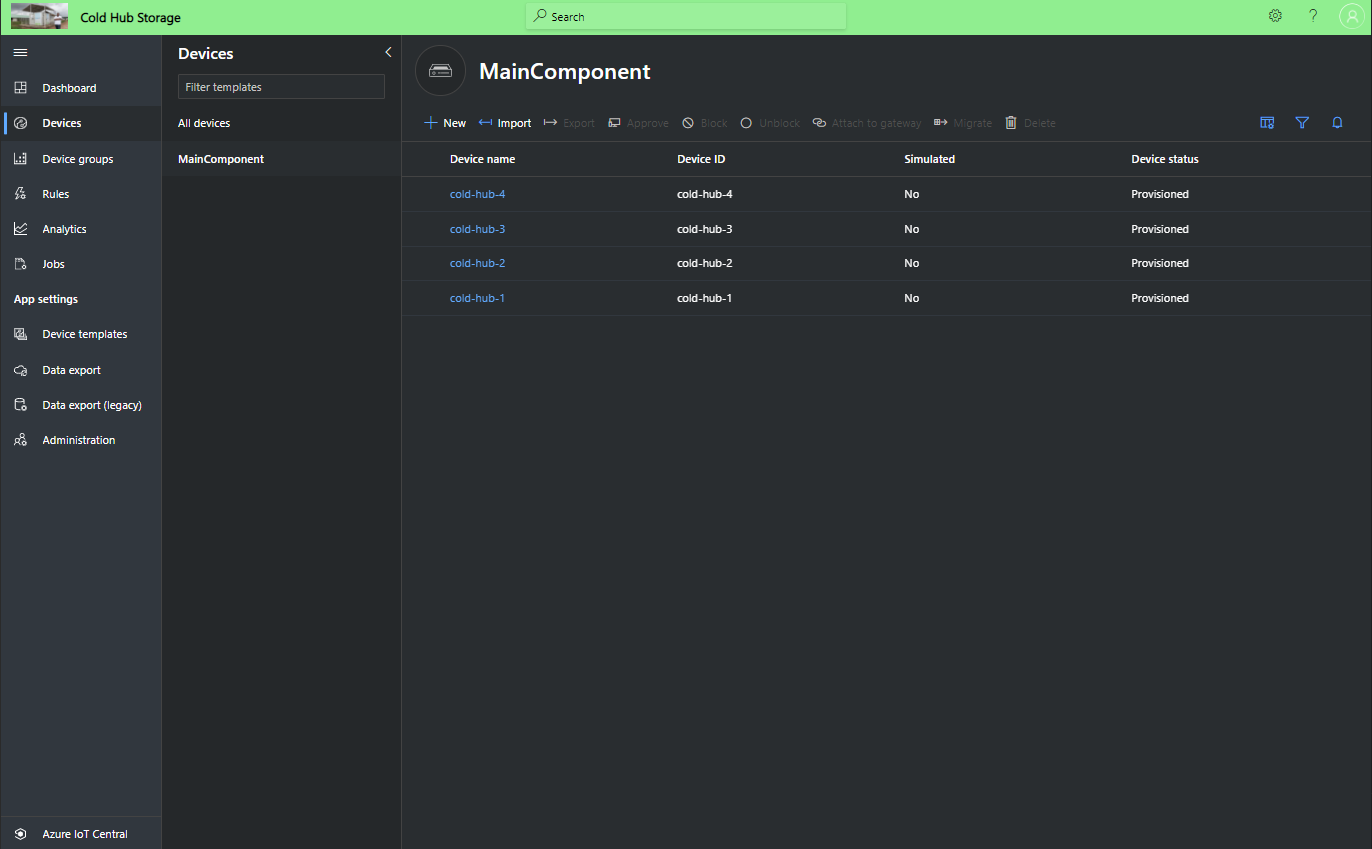 Cold Hub Storage
Search
?
Dashboard
Devices
Device groups
Rules
Analytics
Jobs
App settings
Device templates
Data export
Data export (legacy)
Administration
Azure IoT Central
Devices
Filter templates
All devices
MainComponent
MainComponent
New Import Export Approve Block Unblock Attach to gateway Migrate Delete
Device name Device ID Simulated Device status
cold-hub-4 cold-hub-4 No Provisioned
cold-hub-3 cold-hub-3 No Provisioned
cold-hub-2 cold-hub-2 No Provisioned
cold-hub-1 cold-hub-1 No Provisioned